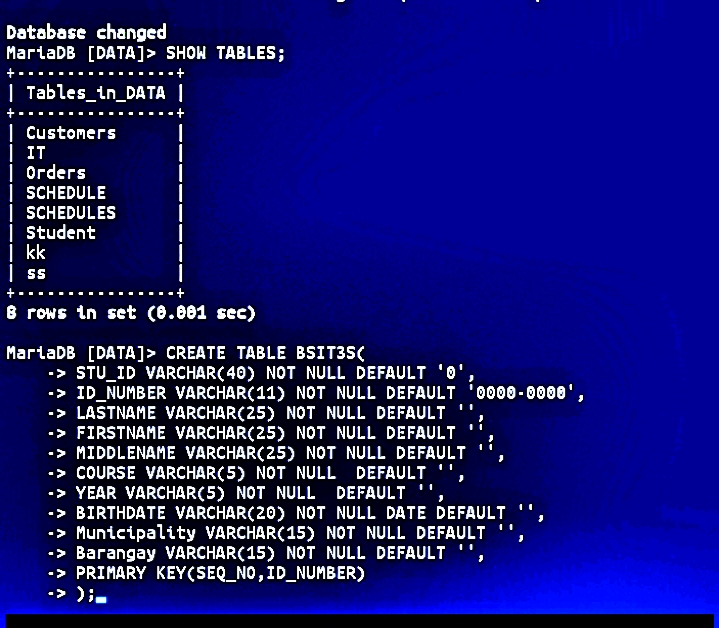 Database changed
MariaDB [DATA]> SHOW TABLES;
+----------------+
| Tables_in_DATA |
+----------------+
| Customers      |
| IT             |
| Orders         |
| SCHEDULE       |
| SCHEDULES      |
| Student        |
| kk             |
| ss             |
+----------------+
8 rows in set (0.001 sec)
MariaDB [DATA]> CREATE TABLE BSIT3S(
    -> STU_ID VARCHAR(40) NOT NULL DEFAULT '0',
    -> ID_NUMBER VARCHAR(11) NOT NULL DEFAULT '0000-0000',
    -> LASTNAME VARCHAR(25) NOT NULL DEFAULT '',
    -> FIRSTNAME VARCHAR(25) NOT NULL DEFAULT '',
    -> MIDDLENAME VARCHAR(25) NOT NULL DEFAULT '',
    -> COURSE VARCHAR(5) NOT NULL  DEFAULT '',
    -> YEAR VARCHAR(5) NOT NULL  DEFAULT '',
    -> BIRTHDATE VARCHAR(20) NOT NULL DATE DEFAULT '',
    -> Municipality VARCHAR(15) NOT NULL DEFAULT '',
    -> Barangay VARCHAR(15) NOT NULL DEFAULT '',
    -> PRIMARY KEY(SEQ_NO,ID_NUMBER)
    -> );